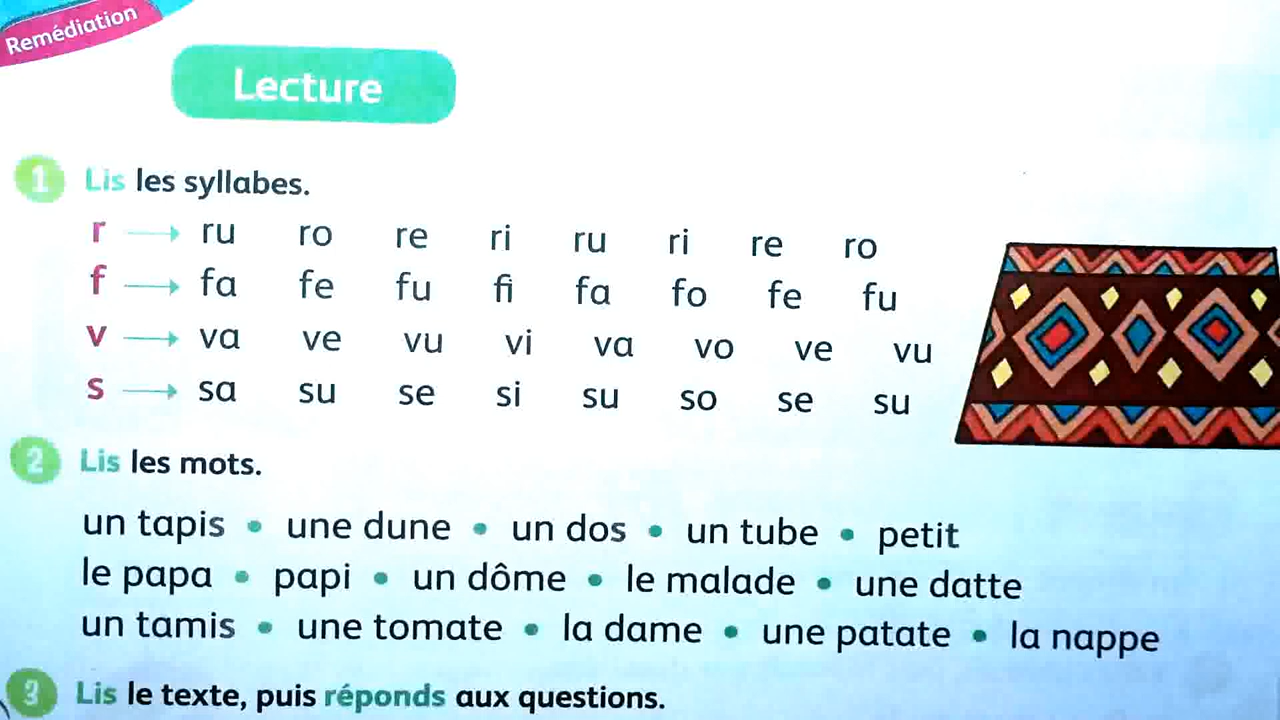 Remédiation
Lecture
1 Lis les syllabes.
r → ru ro re ri ru ri re ro
f → fa fe fu fi fa fo fe fu
v → va ve vu vi va vo ve vu
s → sa su se si su so se su
2 Lis les mots.
un tapis • une dune • un dos • un tube • petit
le papa • papi • un dôme • le malade • une datte
un tamis • une tomate • la dame • une patate • la nappe
3 Lis le texte, puis réponds aux questions.